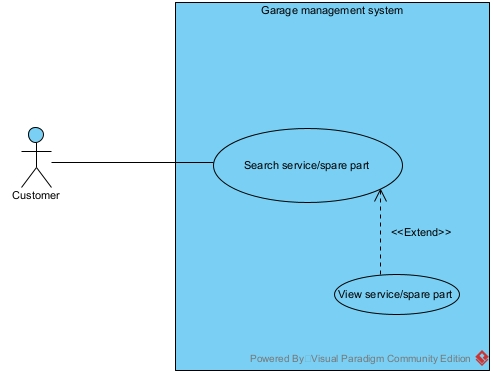 Garage management system
Search service/spare part
Customer
<<Extend>>
View service/spare part
Powered By Visual Paradigm Community Edition